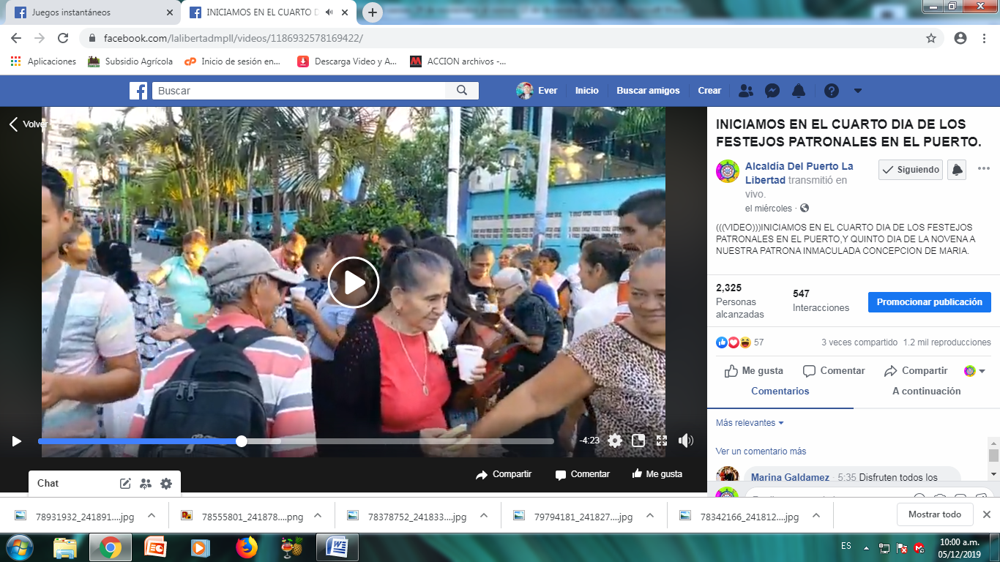 Juegos instantáneos
INICIAMOS EN EL CUARTO D
facebook.com/lalibertadmpll/videos/1186932578169422/
Aplicaciones
Subsidio Agrícola
Inicio de sesión en...
Descarga Video y A...
ACCION archivos -...
Buscar
Ever
Inicio
Buscar amigos
Crear
Volver
INICIAMOS EN EL CUARTO DIA DE LOS
FESTEJOS PATRONALES EN EL PUERTO.
Alcaldía Del Puerto La
Libertad transmitió en
vivo.
el miércoles ·
Siguiendo
(((VIDEO)))INICIAMOS EN EL CUARTO DIA DE LOS FESTEJOS
PATRONALES EN EL PUERTO,Y QUINTO DIA DE LA NOVENA A
NUESTRA PATRONA INMACULADA CONCEPCION DE MARIA.
2,325
Personas
alcanzadas
547
Interacciones
Promocionar publicación
57
3 veces compartido 1.2 mil reproducciones
Me gusta
Comentar
Compartir
Comentarios
A continuación
Más relevantes
Ver un comentario más
Marina Galdamez · 5:35 Disfruten todos los
-4:23
Compartir
Comentar
Me gusta
Chat
78931932_241891....jpg
78555801_241878....png
78378752_241833....jpg
79794181_241827....jpg
78342166_241812....jpg
Mostrar todo
ES
10:00 a.m.
05/12/2019